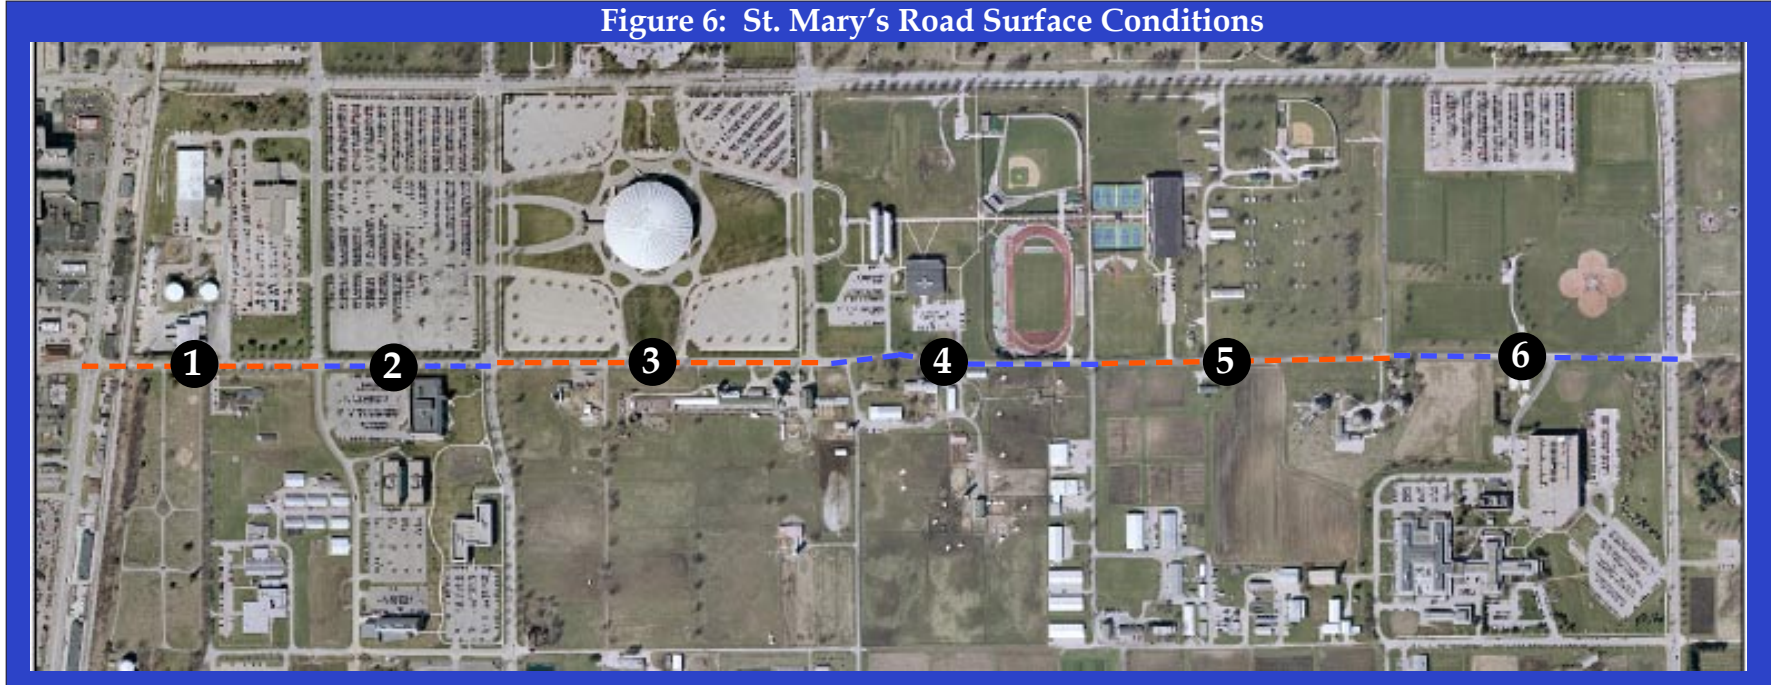 Figure 6: St. Mary’s Road Surface Conditions
1 2 3 4 5 6